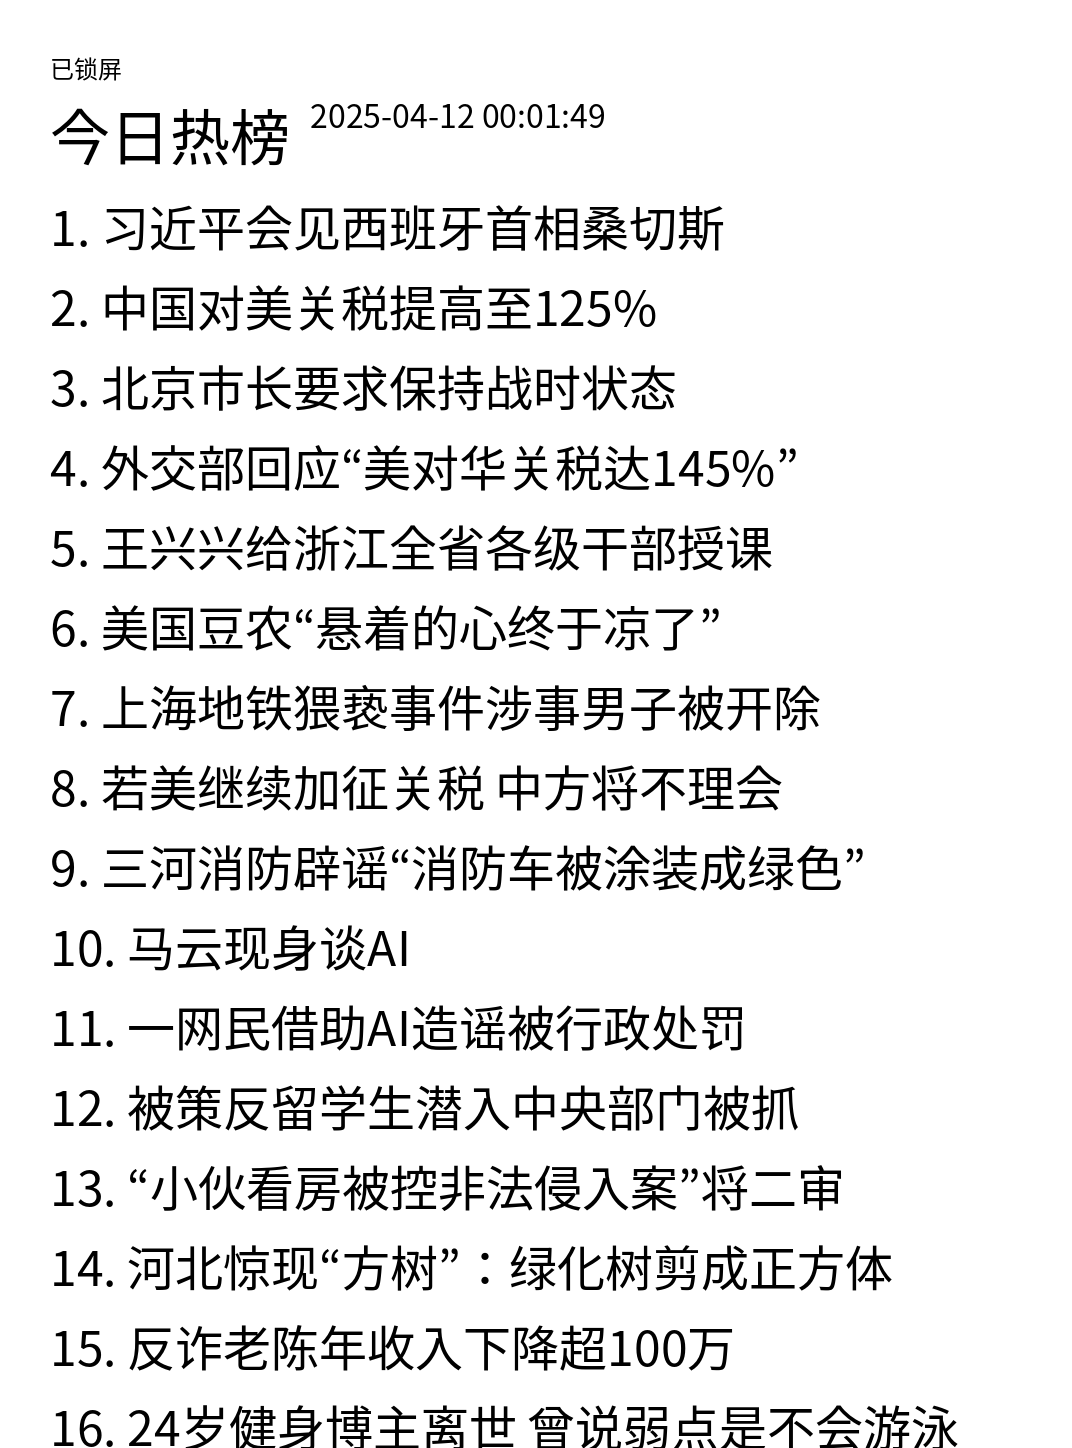 已锁屏
今日热榜 2025-04-12 00:01:49
1. 习近平会见西班牙首相桑切斯
2. 中国对美关税提高至125%
3. 北京市长要求保持战时状态
4. 外交部回应“美对华关税达145%”
5. 王兴兴给浙江全省各级干部授课
6. 美国豆农“悬着的心终于凉了”
7. 上海地铁猥亵事件涉事男子被开除
8. 若美继续加征关税 中方将不理会
9. 三河消防辟谣“消防车被涂装成绿色”
10. 马云现身谈AI
11. 一网民借助AI造谣被行政处罚
12. 被策反留学生潜入中央部门被抓
13. “小伙看房被控非法侵入案”将二审
14. 河北惊现“方树”：绿化树剪成正方体
15. 反诈老陈年收入下降超100万
16. 24岁健身博主离世 曾说弱点是不会游泳